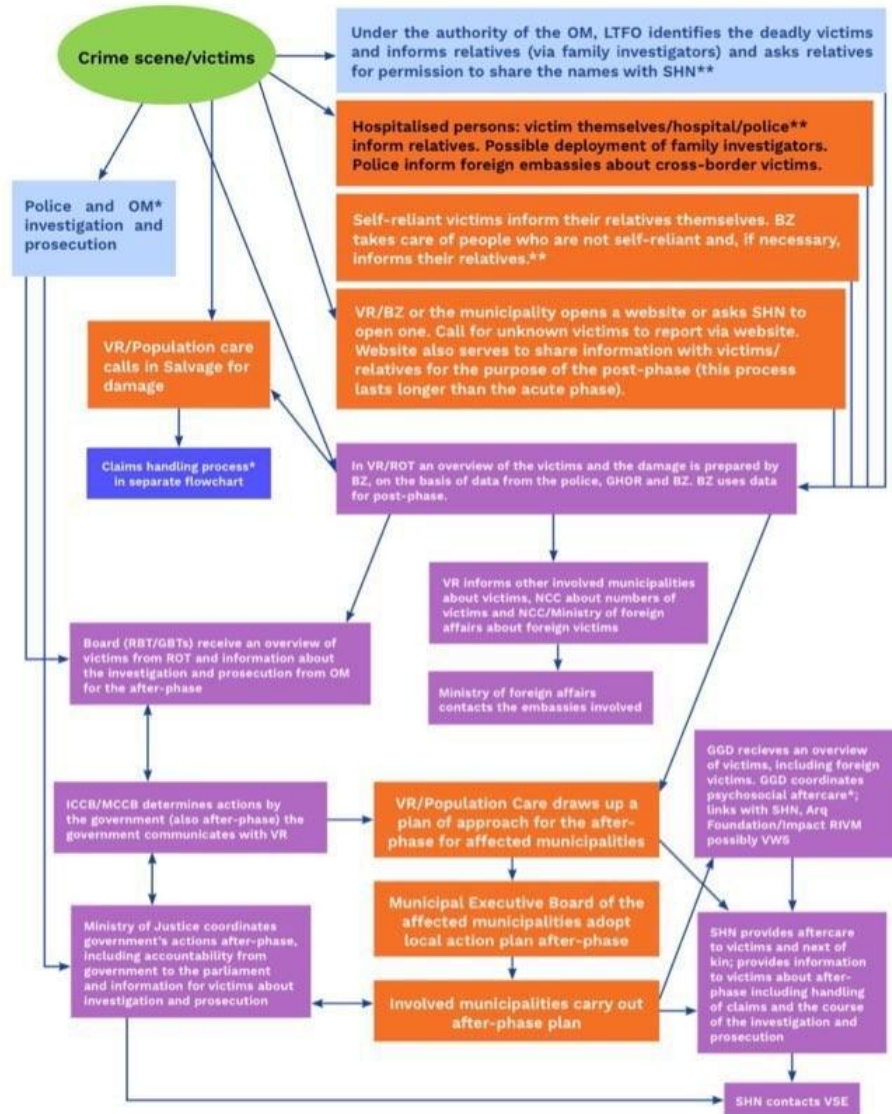 Crime scene/victims
Under the authority of the OM, LTFO identifies the deadly victims
and informs relatives (via family investigators) and asks relatives
for permission to share the names with SHN**
Hospitalised persons: victim themselves/hospital/police**
inform relatives. Possible deployment of family investigators.
Police inform foreign embassies about cross-border victims.
Police and OM*
investigation and
prosecution
Self-reliant victims inform their relatives themselves. BZ
takes care of people who are not self-reliant and, if necessary,
informs their relatives.**
VR/BZ or the municipality opens a website or asks SHN to
open one. Call for unknown victims to report via website.
Website also serves to share information with victims/
relatives for the purpose of the post-phase (this process
lasts longer than the acute phase).
VR/Population care
calls in Salvage for
damage
Claims handling process*
in separate flowchart
In VR/ROT an overview of the victims and the damage is prepared by
BZ, on the basis of data from the police, GHOR and BZ. BZ uses data
for post-phase.
VR informs other involved municipalities
about victims, NCC about numbers of
victims and NCC/Ministry of foreign
affairs about foreign victims
Board (RBT/GBTs) receive an overview of
victims from ROT and information about
the investigation and prosecution from OM
for the after-phase
Ministry of foreign affairs
contacts the embassies involved
GGD recieves an overview
of victims, including foreign
victims. GGD coordinates
psychosocial aftercare*;
links with SHN, Arq
Foundation/Impact RIVM
possibly VWS
ICCB/MCCB determines actions by
the government (also after-phase) the
government communicates with VR
VR/Population Care draws up a
plan of approach for the after-
phase for affected municipalities
Municipal Executive Board of the
affected municipalities adopt
local action plan after-phase
Ministry of Justice coordinates
government's actions after-phase,
including accountability from
government to the parliament
and information for victims about
investigation and prosecution
SHN provides aftercare
to victims and next of
kin; provides information
to victims about after-
phase including handling
of claims and the course
of the investigation and
prosecution
Involved municipalities carry out
after-phase plan
SHN contacts VSE